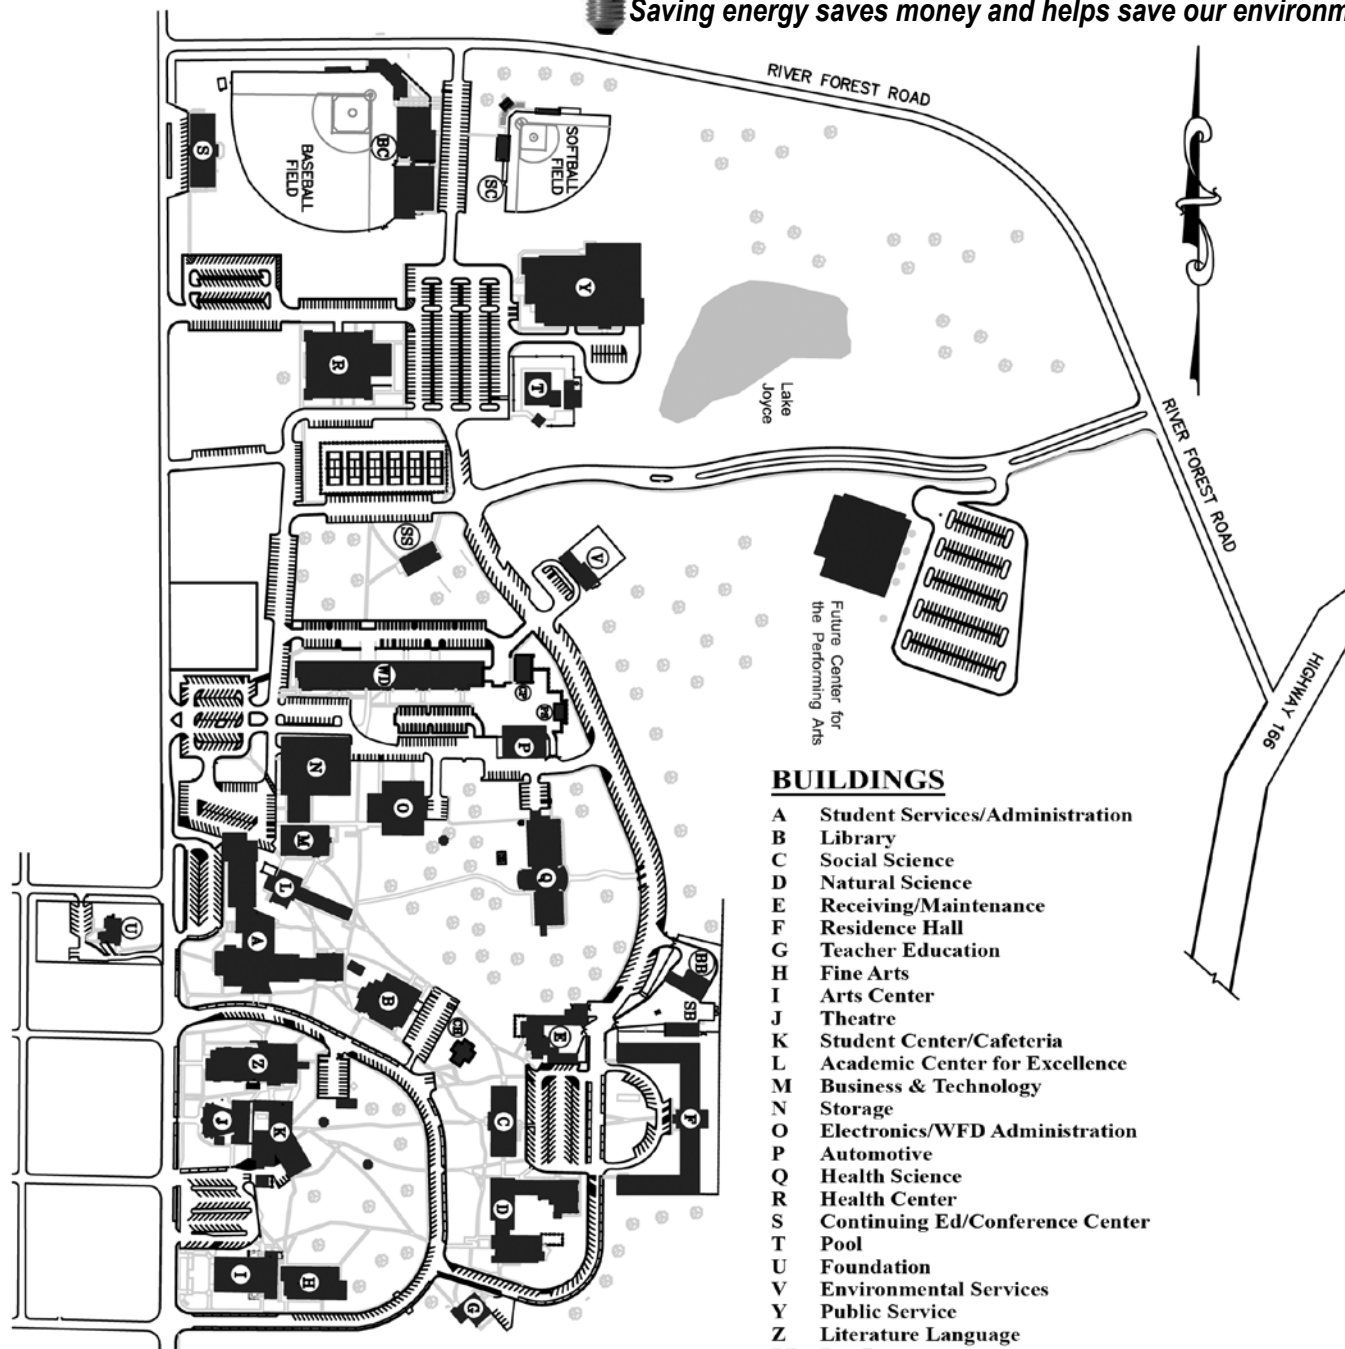 Saving energy saves money and helps save our environm
RIVER FOREST ROAD
BASEBALL
FIELD
SOFTBALL
FIELD
S
BC
SC
Y
R
T
Lake
Joyce
RIVER FOREST ROAD
SS
V
Future Center for
the Performing Arts
HIGHWAY 166
WD
P
N
O
M
L
Q
U
A
B
CH
E
BB
SB
Z
J
K
C
F
D
I
H
G
BUILDINGS
A Student Services/Administration
B Library
C Social Science
D Natural Science
E Receiving/Maintenance
F Residence Hall
G Teacher Education
H Fine Arts
I Arts Center
J Theatre
K Student Center/Cafeteria
L Academic Center for Excellence
M Business & Technology
N Storage
O Electronics/WFD Administration
P Automotive
Q Health Science
R Health Center
S Continuing Ed/Conference Center
T Pool
U Foundation
V Environmental Services
Y Public Service
Z Literature Language